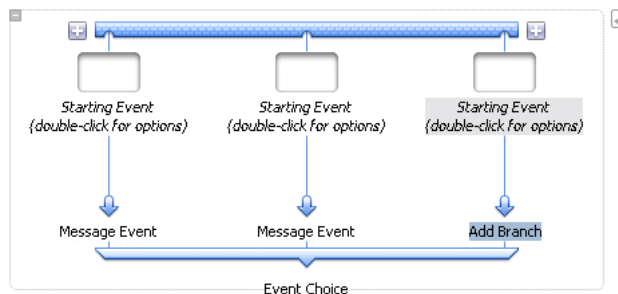 Starting Event Starting Event Starting Event
(double-click for options) (double-click for options) (double-click for options)
Message Event Message Event Add Branch
Event Choice